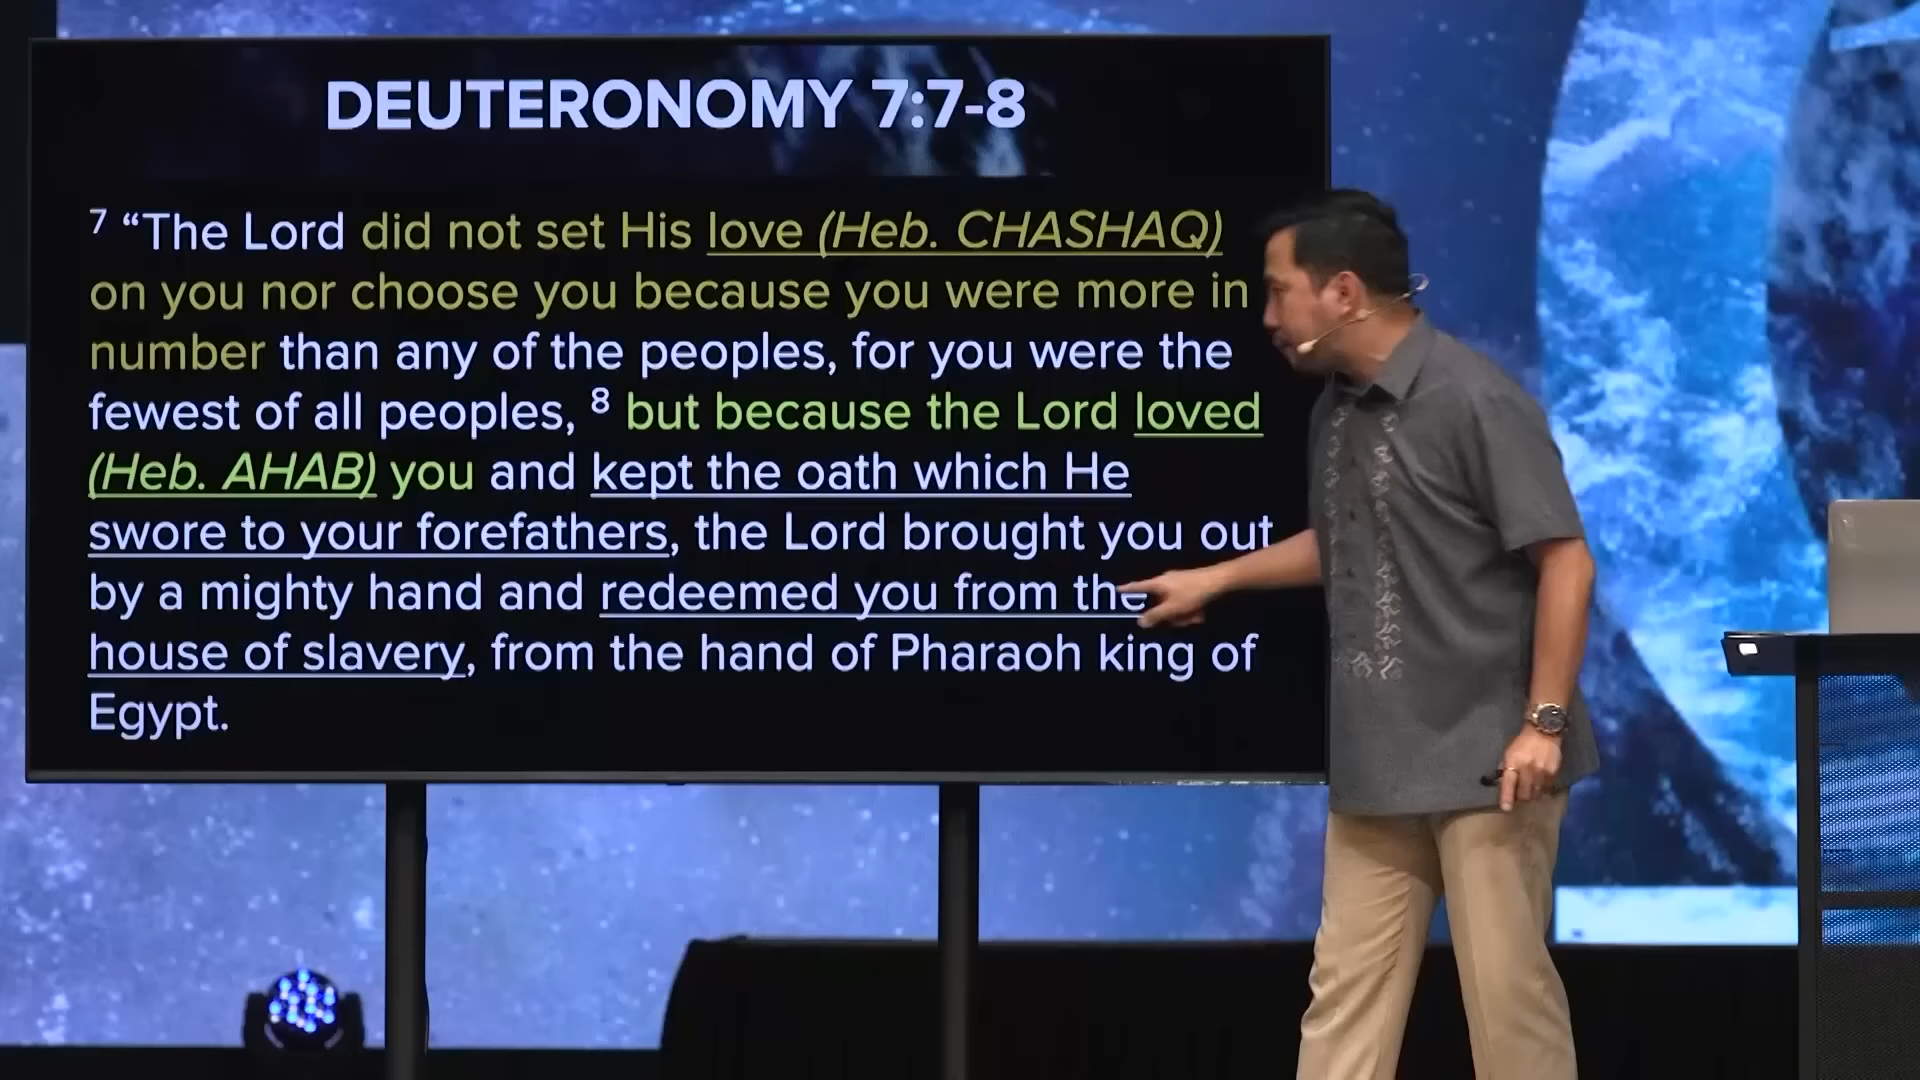 DEUTERONOMY 7:7-8
7 “The Lord did not set His love (Heb. CHASHAQ)
on you nor choose you because you were more in
number than any of the peoples, for you were the
fewest of all peoples, 8 but because the Lord loved
(Heb. AHAB) you and kept the oath which He
swore to your forefathers, the Lord brought you out
by a mighty hand and redeemed you from the
house of slavery, from the hand of Pharaoh king of
Egypt.